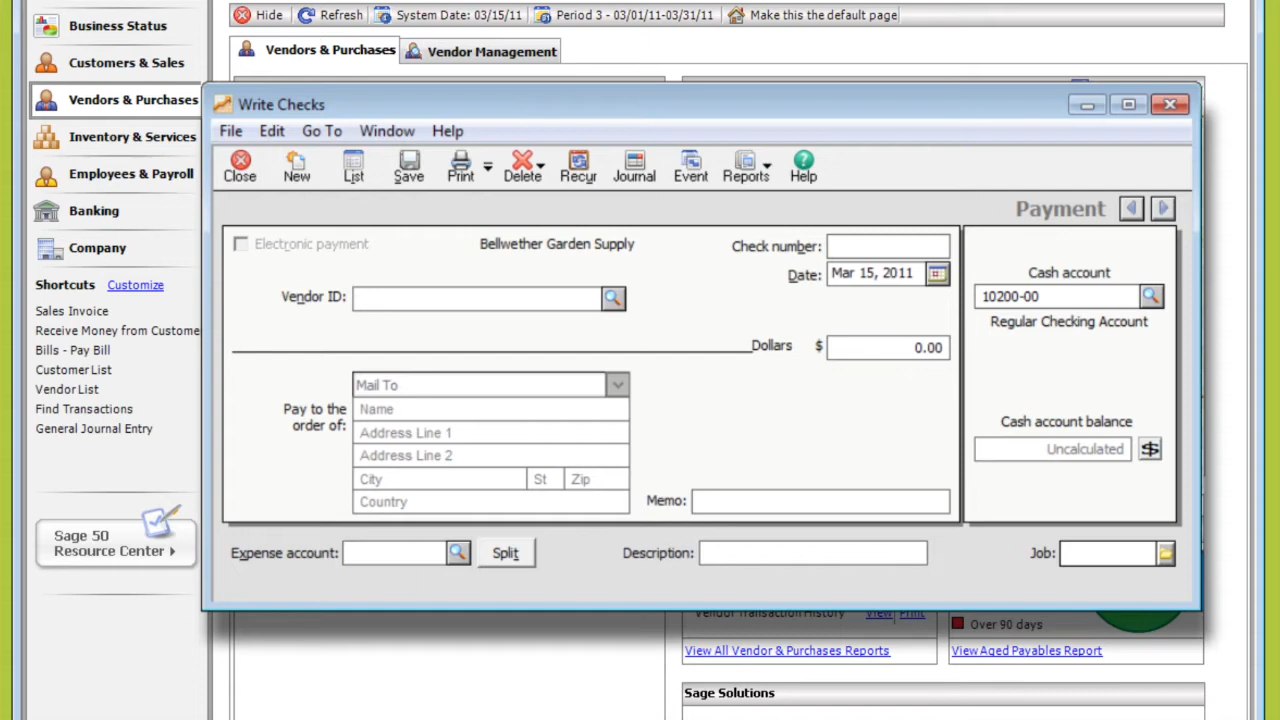 Business Status
Customers & Sales
Vendors & Purchases
Inventory & Services
Employees & Payroll
Banking
Company
Shortcuts Customize
Sales Invoice
Receive Money from Custome
Bills - Pay Bill
Customer List
Vendor List
Find Transactions
General Journal Entry
Sage 50
Resource Center
Hide Refresh System Date: 03/15/11 Period 3 - 03/01/11-03/31/11 Make this the default page
Vendors & Purchases Vendor Management
Write Checks
File Edit Go To Window Help
Close New List Save Print Delete Recur Journal Event Reports Help
Payment
Electronic payment Bellwether Garden Supply Check number:
Date: Mar 15, 2011
Vendor ID:
Dollars $ 0.00
Cash account
10200-00
Regular Checking Account
Mail To
Pay to the
order of:
Name
Address Line 1
Address Line 2
City St Zip
Country
Memo:
Cash account balance
Uncalculated
Expense account: Split Description: Job:
Vendor Transaction History View Print
View All Vendor & Purchases Reports
Over 90 days
View Aged Payables Report
Sage Solutions